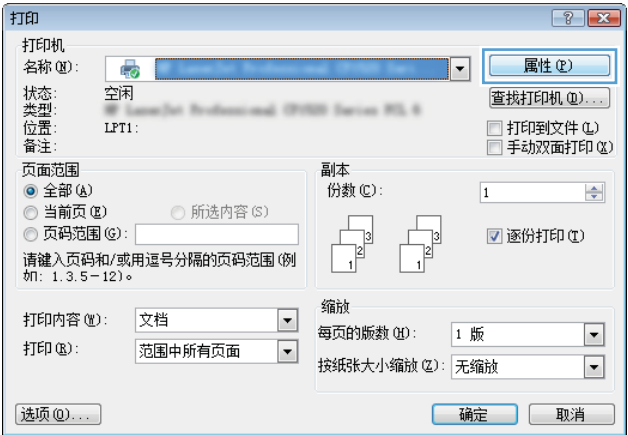 打印
打印机
名称(N):
属性(P)
状态: 空闲
查找打印机(D)...
类型:
位置: LPT1:
打印到文件(L)
备注:
手动双面打印(X)
页面范围
副本
全部(A)
份数(C): 1
当前页(E) 所选内容(S)
页码范围(G):
逐份打印(T)
请键入页码和/或用逗号分隔的页码范围(例
如: 1.3.5-12)。
1 2 3 1 2 3
打印内容(W): 文档
打印(R): 范围中所有页面
缩放
每页的版数(H): 1 版
按纸张大小缩放(Z): 无缩放
选项(O)...
确定 取消